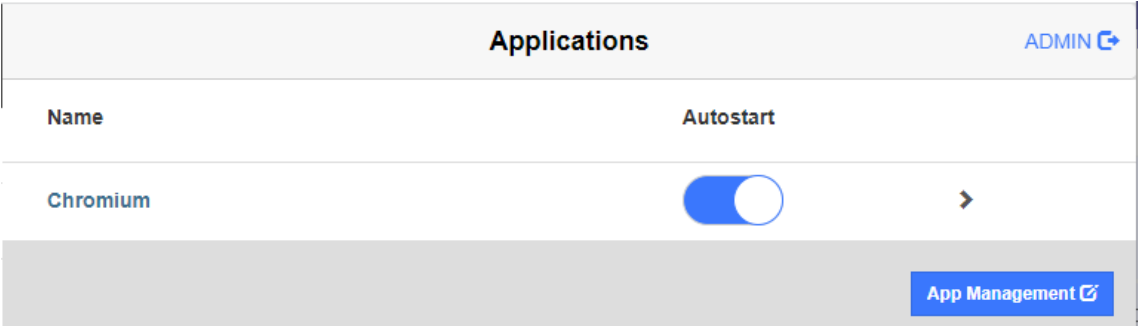 Applications
ADMIN
Name Autostart
Chromium
App Management